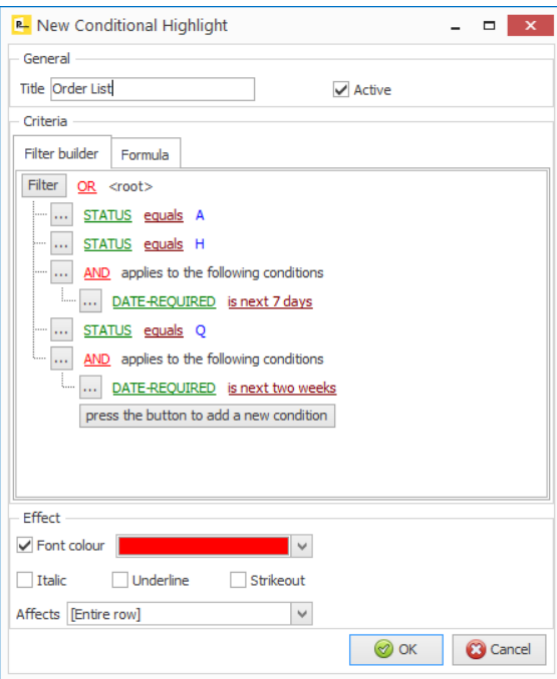 New Conditional Highlight
General
Title Order List Active
Criteria
Filter builder Formula
Filter OR <root>
... STATUS equals A
... STATUS equals H
... AND applies to the following conditions
... DATE-REQUIRED is next 7 days
... STATUS equals Q
... AND applies to the following conditions
... DATE-REQUIRED is next two weeks
press the button to add a new condition
Effect
Font colour
Italic Underline Strikeout
Affects [Entire row]
OK Cancel